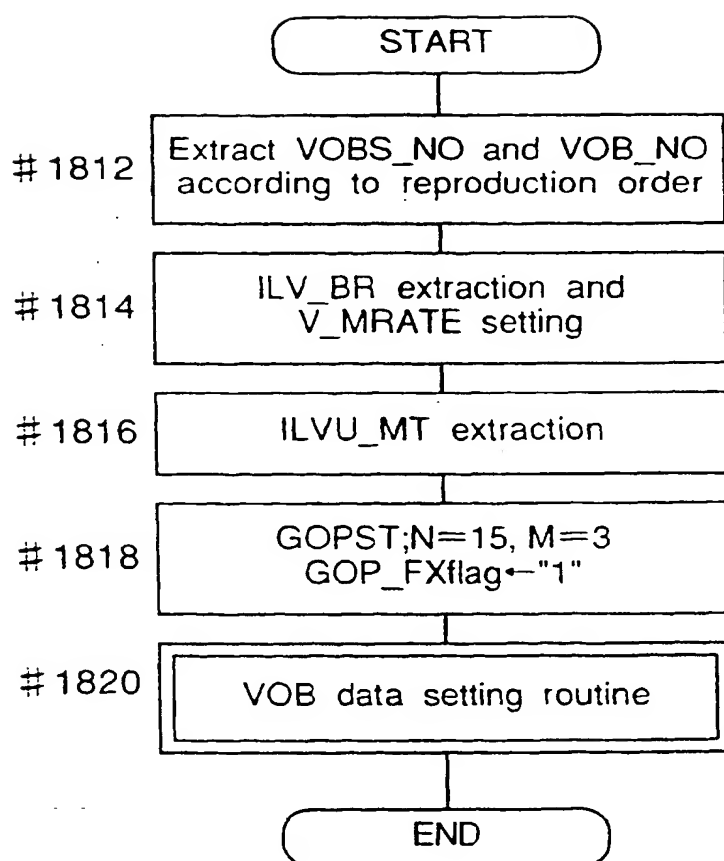 START
#1812 Extract VOBS_NO and VOB_NO
according to reproduction order
#1814 ILV_BR extraction and
V_MRATE setting
#1816 ILVU_MT extraction
#1818 GOPST;N=15, M=3
GOP_FXflag←"1"
#1820 VOB data setting routine
END